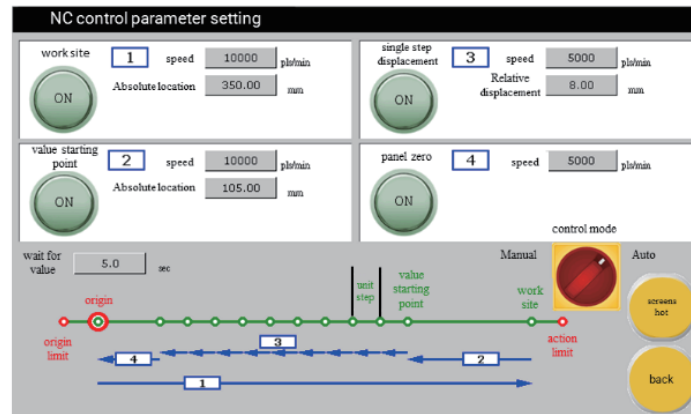 NC control parameter setting
work site
1
speed
10000
pls/min
ON
Absolute location
350.00
mm
single step
displacement
3
speed
5000
pls/min
ON
Relative
displacement
8.00
mm
value starting
point
2
speed
10000
pls/min
ON
Absolute location
105.00
mm
panel zero
4
speed
5000
pls/min
ON
control mode
Manual
Auto
wait for
value
5.0
sec
screens
hot
origin
unit
step
value
starting
point
work
site
origin
limit
action
limit
3
4
2
1
back